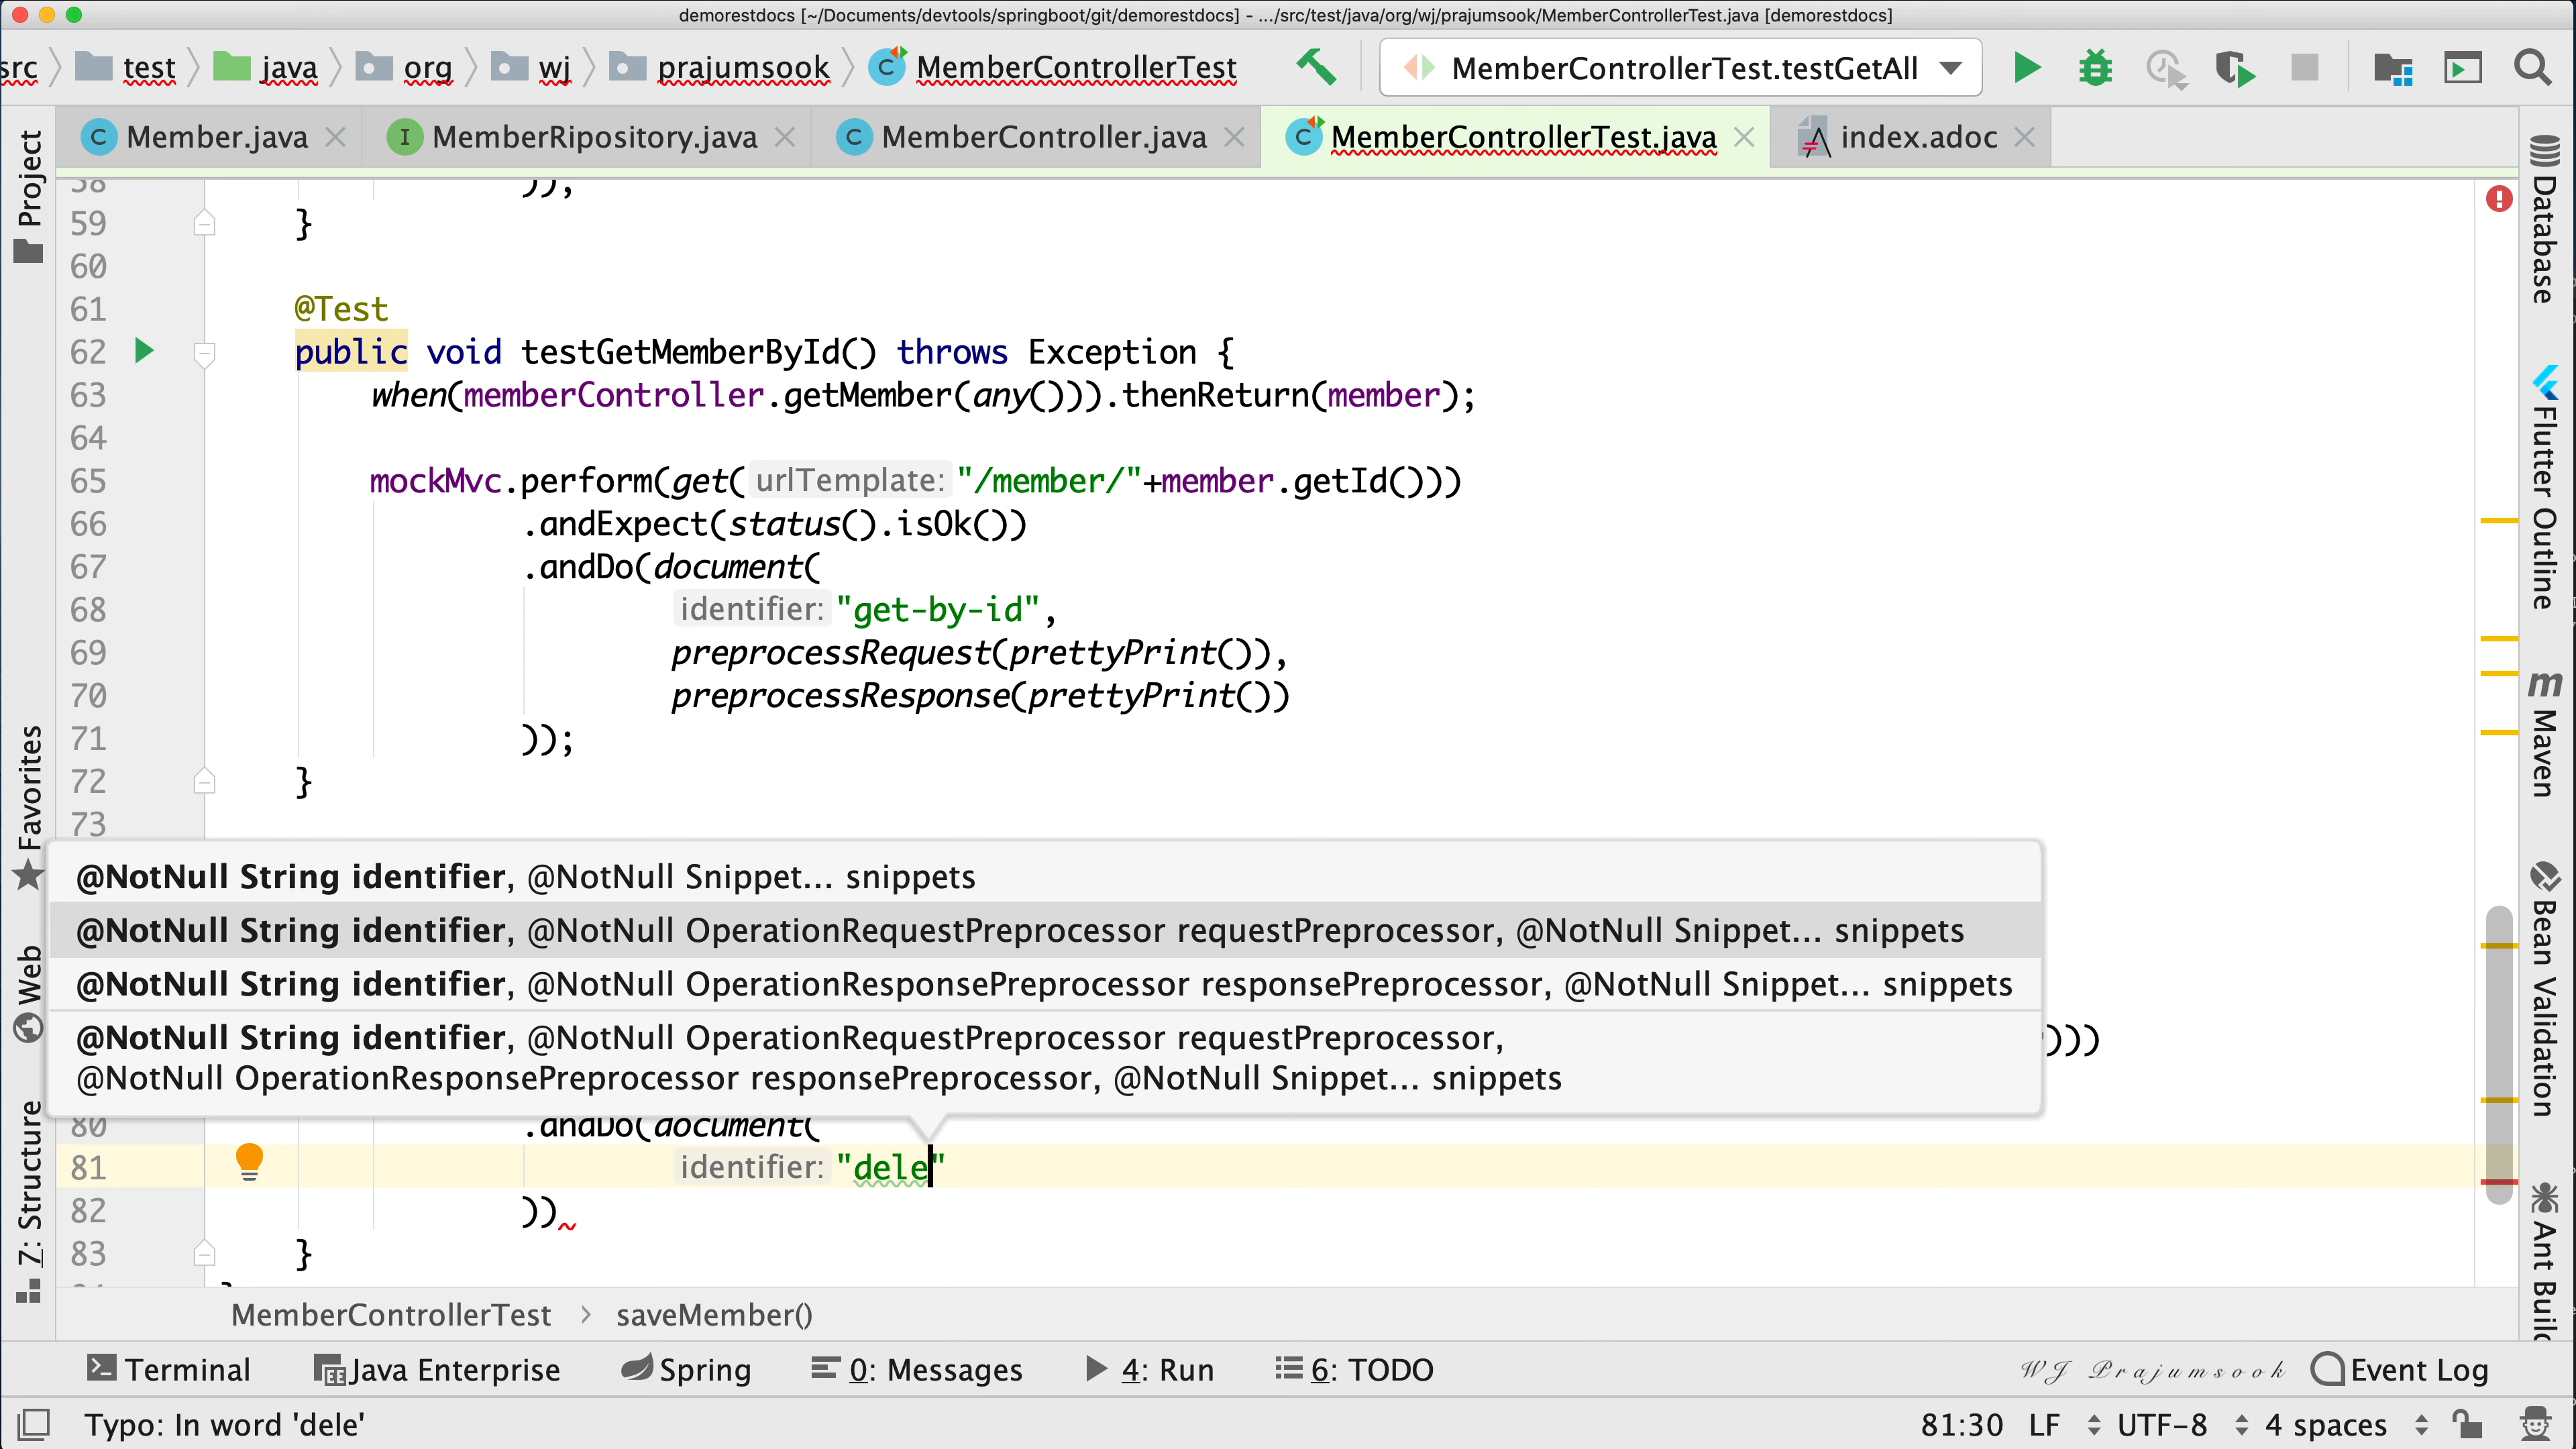 demorestdocs [~/Documents/devtools/springboot/git/demorestdocs] - .../src/test/java/org/wj/prajumsook/MemberControllerTest.java [demorestdocs]
src test java org wj prajumsook MemberControllerTest MemberControllerTest.testGetAll
Member.java MemberRipository.java MemberController.java MemberControllerTest.java index.adoc
Project
Favorites
Web
Z: Structure
58 ));
59 }
60
61 @Test
62 public void testGetMemberById() throws Exception {
63 when(memberController.getMember(any())).thenReturn(member);
64
65 mockMvc.perform(get( urlTemplate: "/member/"+member.getId()))
66 .andExpect(status().isOk())
67 .andDo(document(
68 identifier: "get-by-id",
69 preprocessRequest(prettyPrint()),
70 preprocessResponse(prettyPrint())
71 ));
72 }
73
@NotNull String identifier, @NotNull Snippet... snippets
@NotNull String identifier, @NotNull OperationRequestPreprocessor requestPreprocessor, @NotNull Snippet... snippets
@NotNull String identifier, @NotNull OperationResponsePreprocessor responsePreprocessor, @NotNull Snippet... snippets
@NotNull String identifier, @NotNull OperationRequestPreprocessor requestPreprocessor,
@NotNull OperationResponsePreprocessor responsePreprocessor, @NotNull Snippet... snippets
)))
80 .andDo(document(
81 identifier: "dele"
82 ))
83 }
MemberControllerTest > saveMember()
Database
Flutter Outline
Maven
Bean Validation
Ant Build
Terminal Java Enterprise Spring 0: Messages 4: Run 6: TODO WJ Prajumsook Event Log
Typo: In word 'dele' 81:30 LF UTF-8 4 spaces